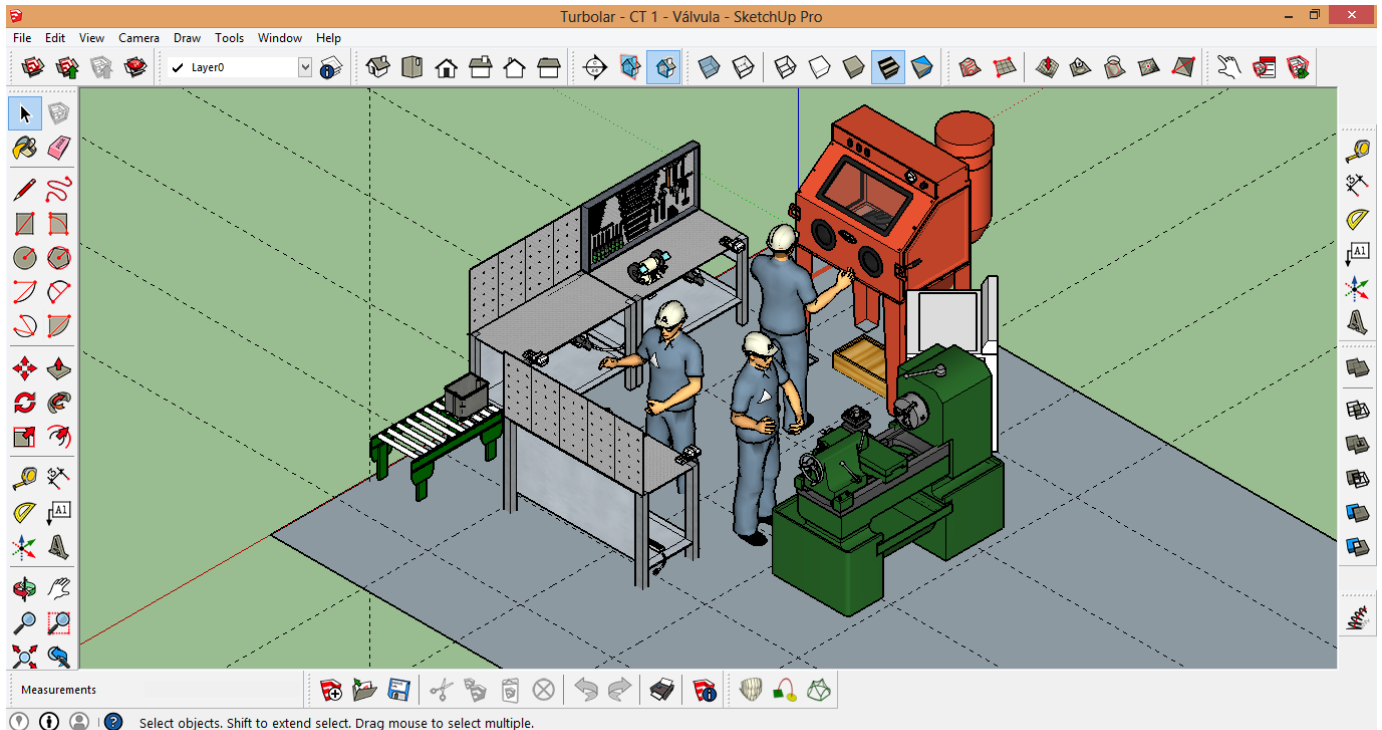 Turbolar - CT 1 - Válvula - SketchUp Pro
File Edit View Camera Draw Tools Window Help
Layer0
A1
A1
Measurements
Select objects. Shift to extend select. Drag mouse to select multiple.